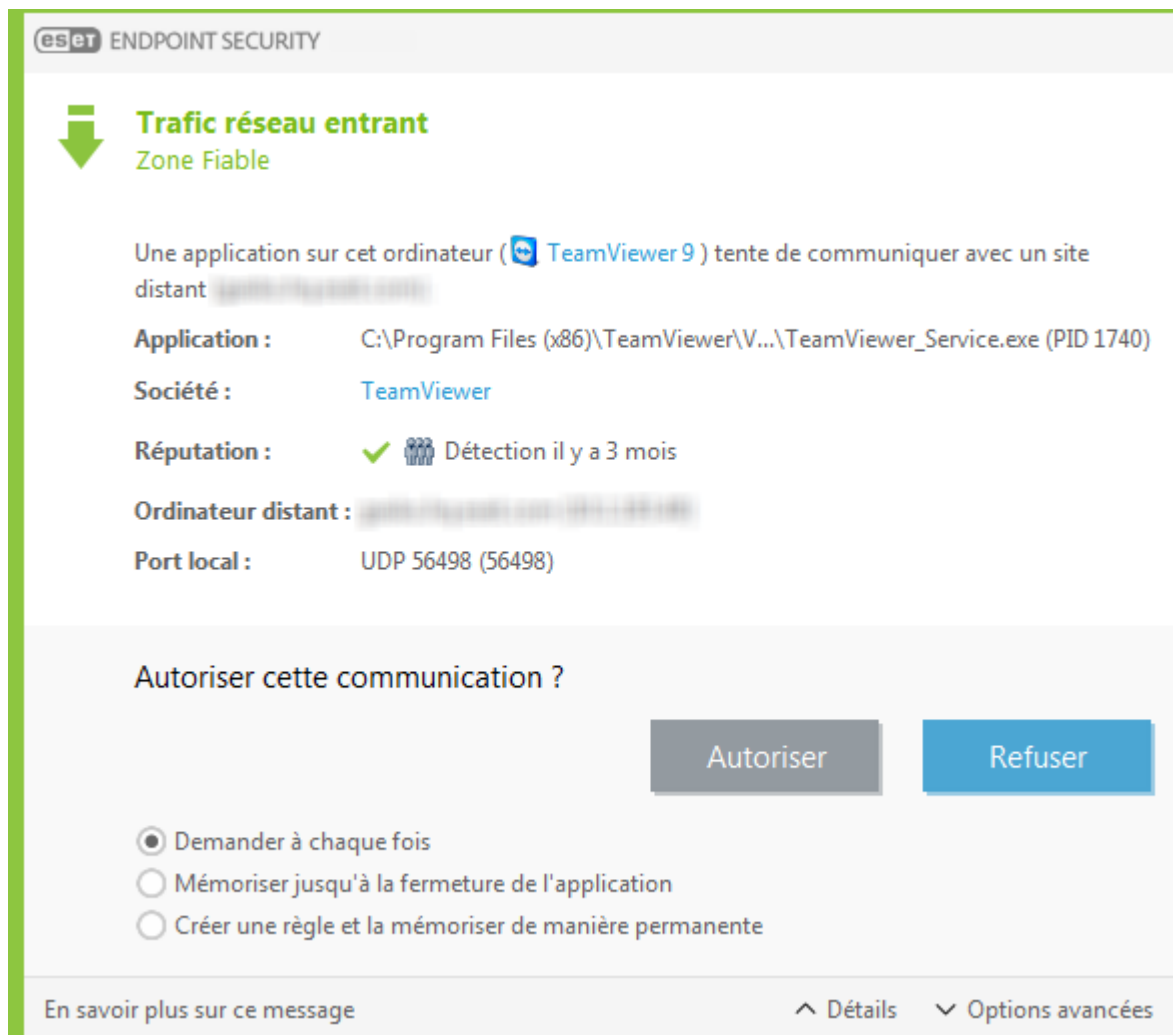 eset ENDPOINT SECURITY
Trafic réseau entrant
Zone Fiable
Une application sur cet ordinateur ( TeamViewer 9 ) tente de communiquer avec un site
distant
Application : C:\Program Files (x86)\TeamViewer\V...\TeamViewer_Service.exe (PID 1740)
Société : TeamViewer
Réputation : Détection il y a 3 mois
Ordinateur distant :
Port local : UDP 56498 (56498)
Autoriser cette communication ?
Autoriser Refuser
Demander à chaque fois
Mémoriser jusqu'à la fermeture de l'application
Créer une règle et la mémoriser de manière permanente
En savoir plus sur ce message Détails Options avancées